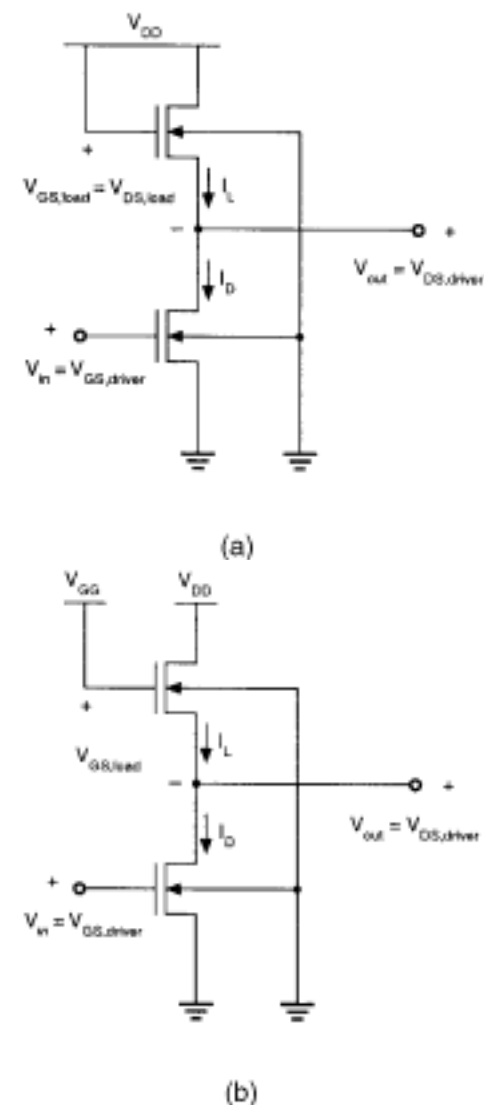 V_DD
+
V_GS,load = V_DS,load
I_L
− +
V_out = V_DS,driver
I_D
+
V_in = V_GS,driver
(a)
V_GG V_DD
+
I_L
V_GS,load
− +
V_out = V_DS,driver
I_D
+
V_in = V_GS,driver
(b)